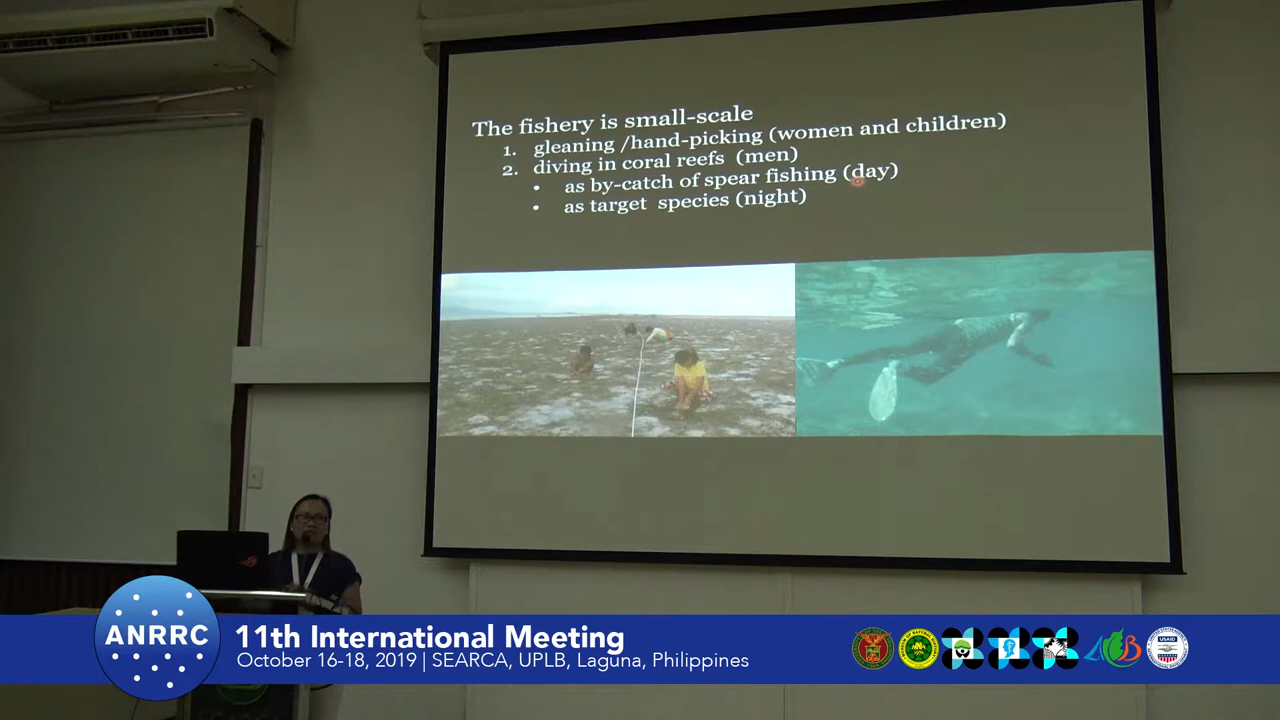 The fishery is small-scale
1. gleaning /hand-picking (women and children)
2. diving in coral reefs (men)
• as by-catch of spear fishing (day)
• as target species (night)
ANRRC
11th International Meeting
October 16-18, 2019 | SEARCA, UPLB, Laguna, Philippines
USAID